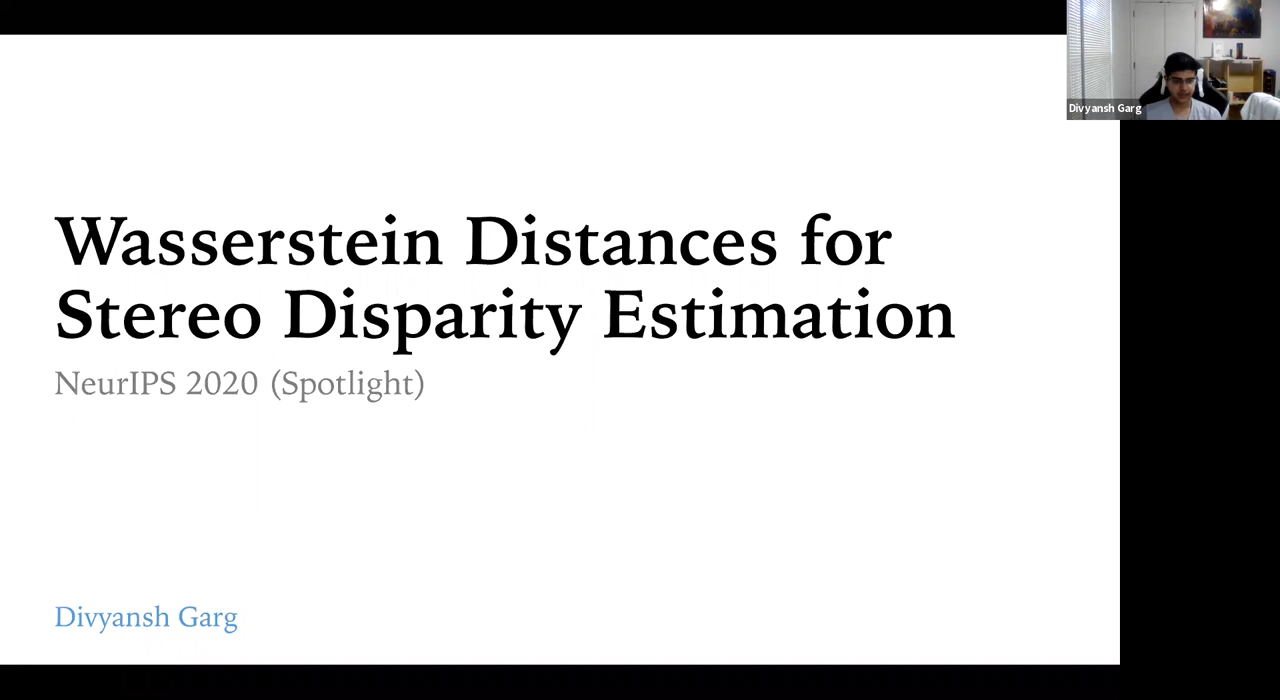 Divyansh Garg
Wasserstein Distances for
Stereo Disparity Estimation
NeurIPS 2020 (Spotlight)
Divyansh Garg